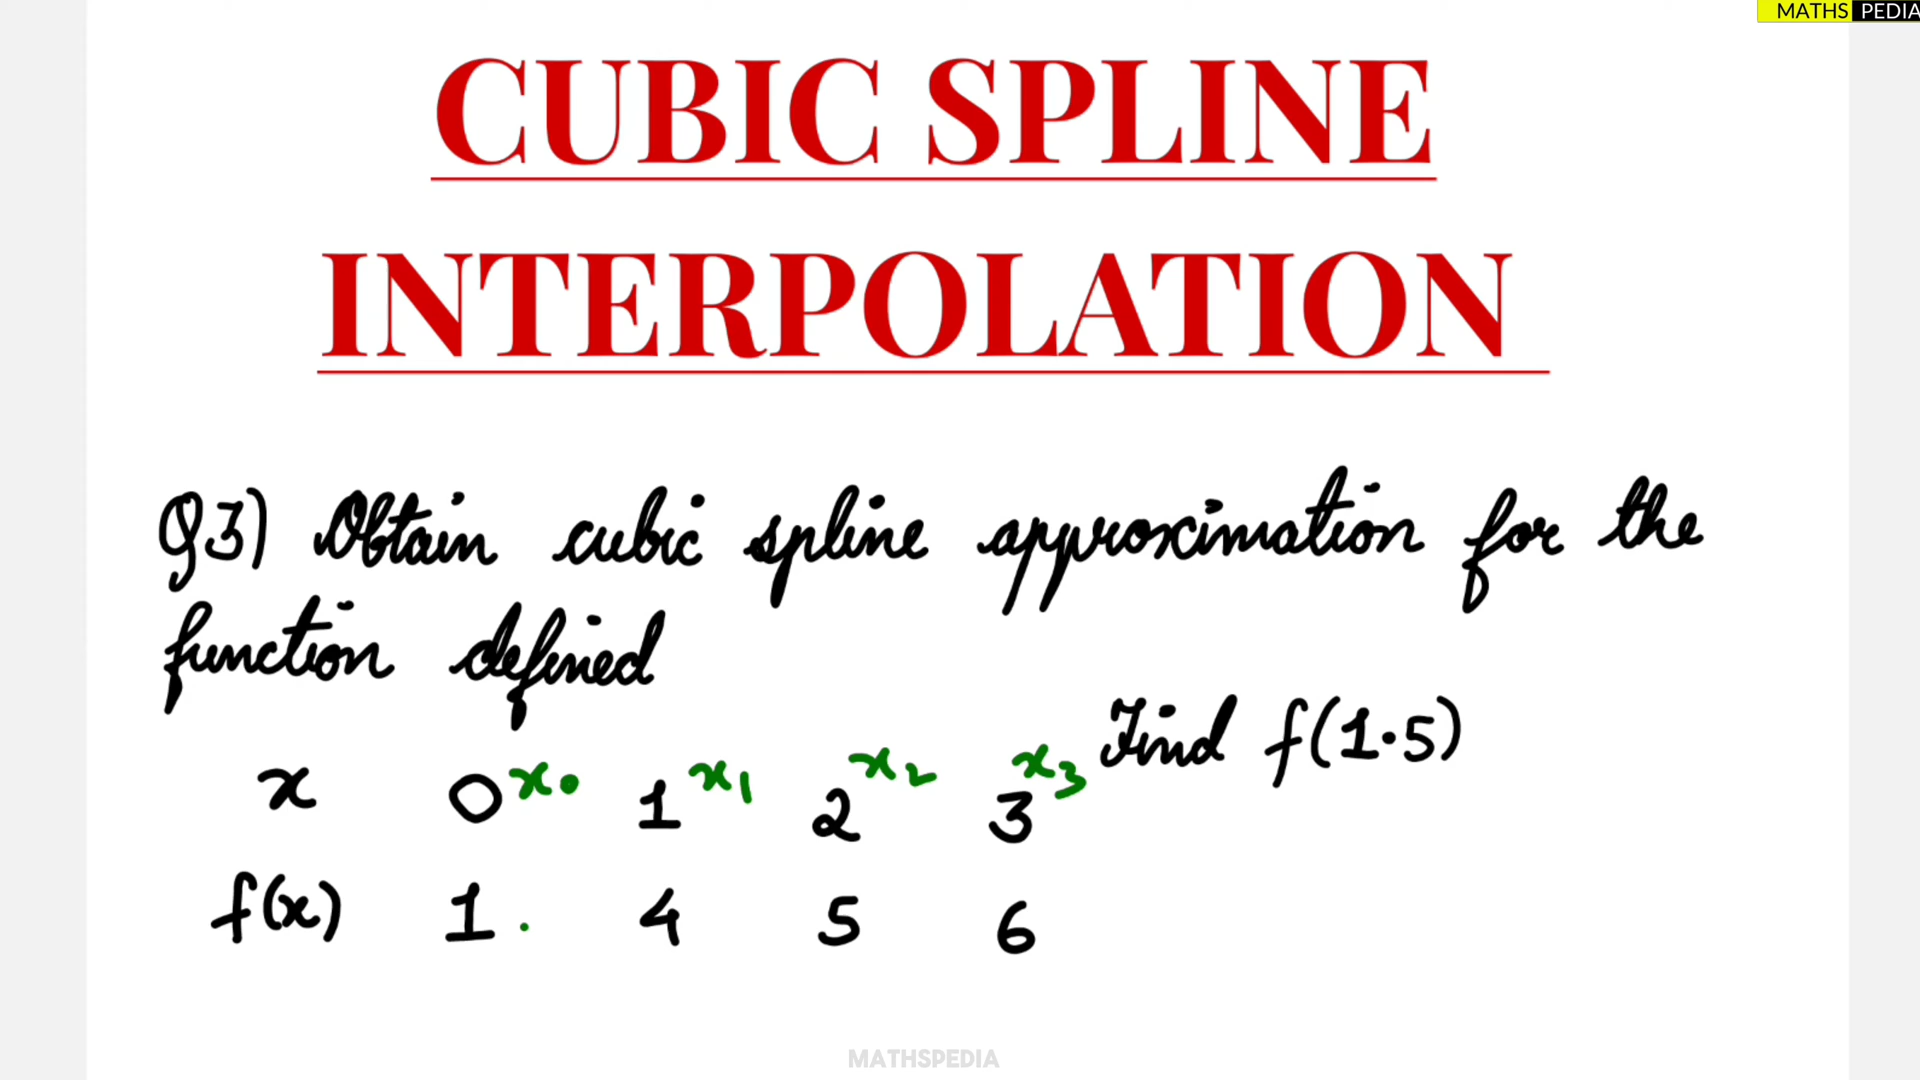 MATHS PEDIA
CUBIC SPLINE
INTERPOLATION
Q3) Obtain cubic spline approximation for the
function defined
Find f(1.5)
x 0 x0 1 x1 2 x2 3 x3
f(x) 1. 4 5 6
MATHSPEDIA